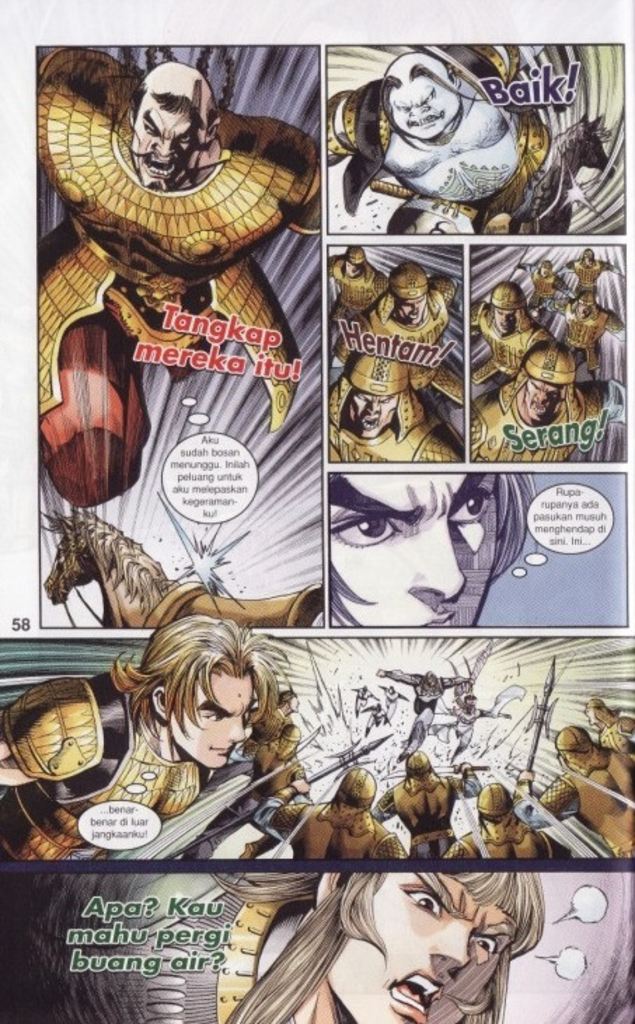 Tangkap
mereka itu!
Aku
sudah bosan
menunggu. Inilah
peluang untuk
aku melepaskan
kegeraman-
ku!
Baik!
Hentam!
Serang!
Rupa-
rupanya ada
pasukan musuh
menghendap di
sini. Ini...
58
...benar-
benar di luar
jangkaanku!
Apa? Kau
mahu pergi
buang air?